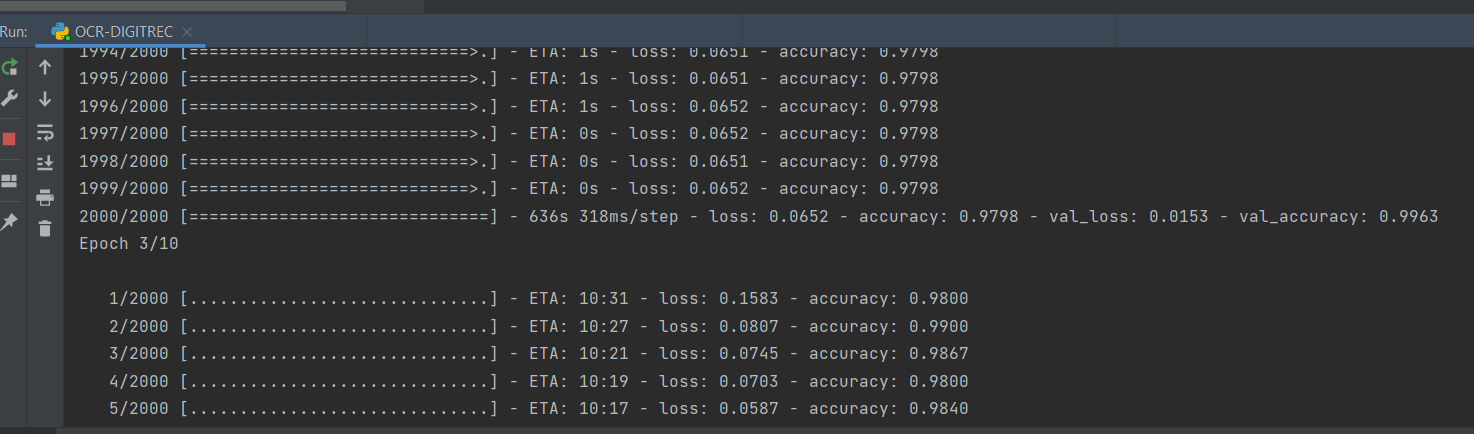 Run: OCR-DIGITREC
1994/2000 [============================>.] - ETA: 1s - loss: 0.0651 - accuracy: 0.9798
1995/2000 [============================>.] - ETA: 1s - loss: 0.0651 - accuracy: 0.9798
1996/2000 [============================>.] - ETA: 1s - loss: 0.0652 - accuracy: 0.9798
1997/2000 [============================>.] - ETA: 0s - loss: 0.0652 - accuracy: 0.9798
1998/2000 [============================>.] - ETA: 0s - loss: 0.0651 - accuracy: 0.9798
1999/2000 [============================>.] - ETA: 0s - loss: 0.0652 - accuracy: 0.9798
2000/2000 [==============================] - 636s 318ms/step - loss: 0.0652 - accuracy: 0.9798 - val_loss: 0.0153 - val_accuracy: 0.9963
Epoch 3/10
1/2000 [..............................] - ETA: 10:31 - loss: 0.1583 - accuracy: 0.9800
2/2000 [..............................] - ETA: 10:27 - loss: 0.0807 - accuracy: 0.9900
3/2000 [..............................] - ETA: 10:21 - loss: 0.0745 - accuracy: 0.9867
4/2000 [..............................] - ETA: 10:19 - loss: 0.0703 - accuracy: 0.9800
5/2000 [..............................] - ETA: 10:17 - loss: 0.0587 - accuracy: 0.9840